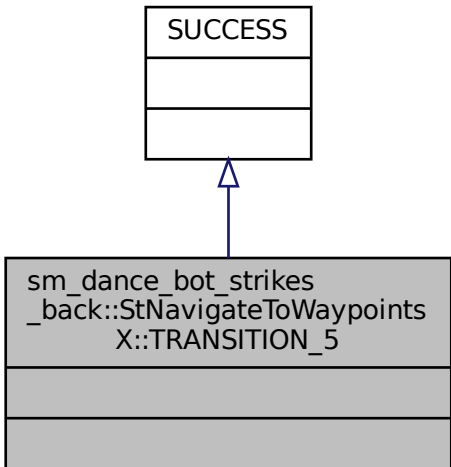 SUCCESS
sm_dance_bot_strikes
_back::StNavigateToWaypoints
X::TRANSITION_5